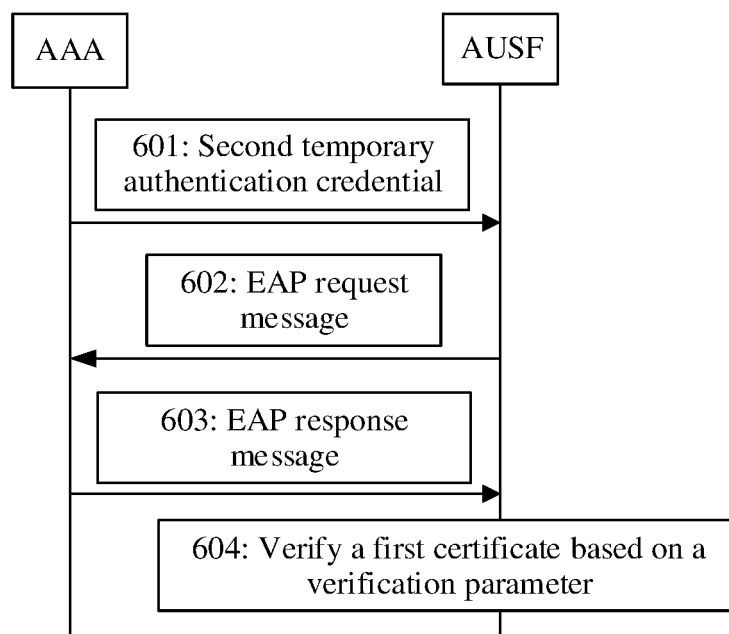 AAA
AUSF
601: Second temporary
authentication credential
602: EAP request
message
603: EAP response
message
604: Verify a first certificate based on a
verification parameter